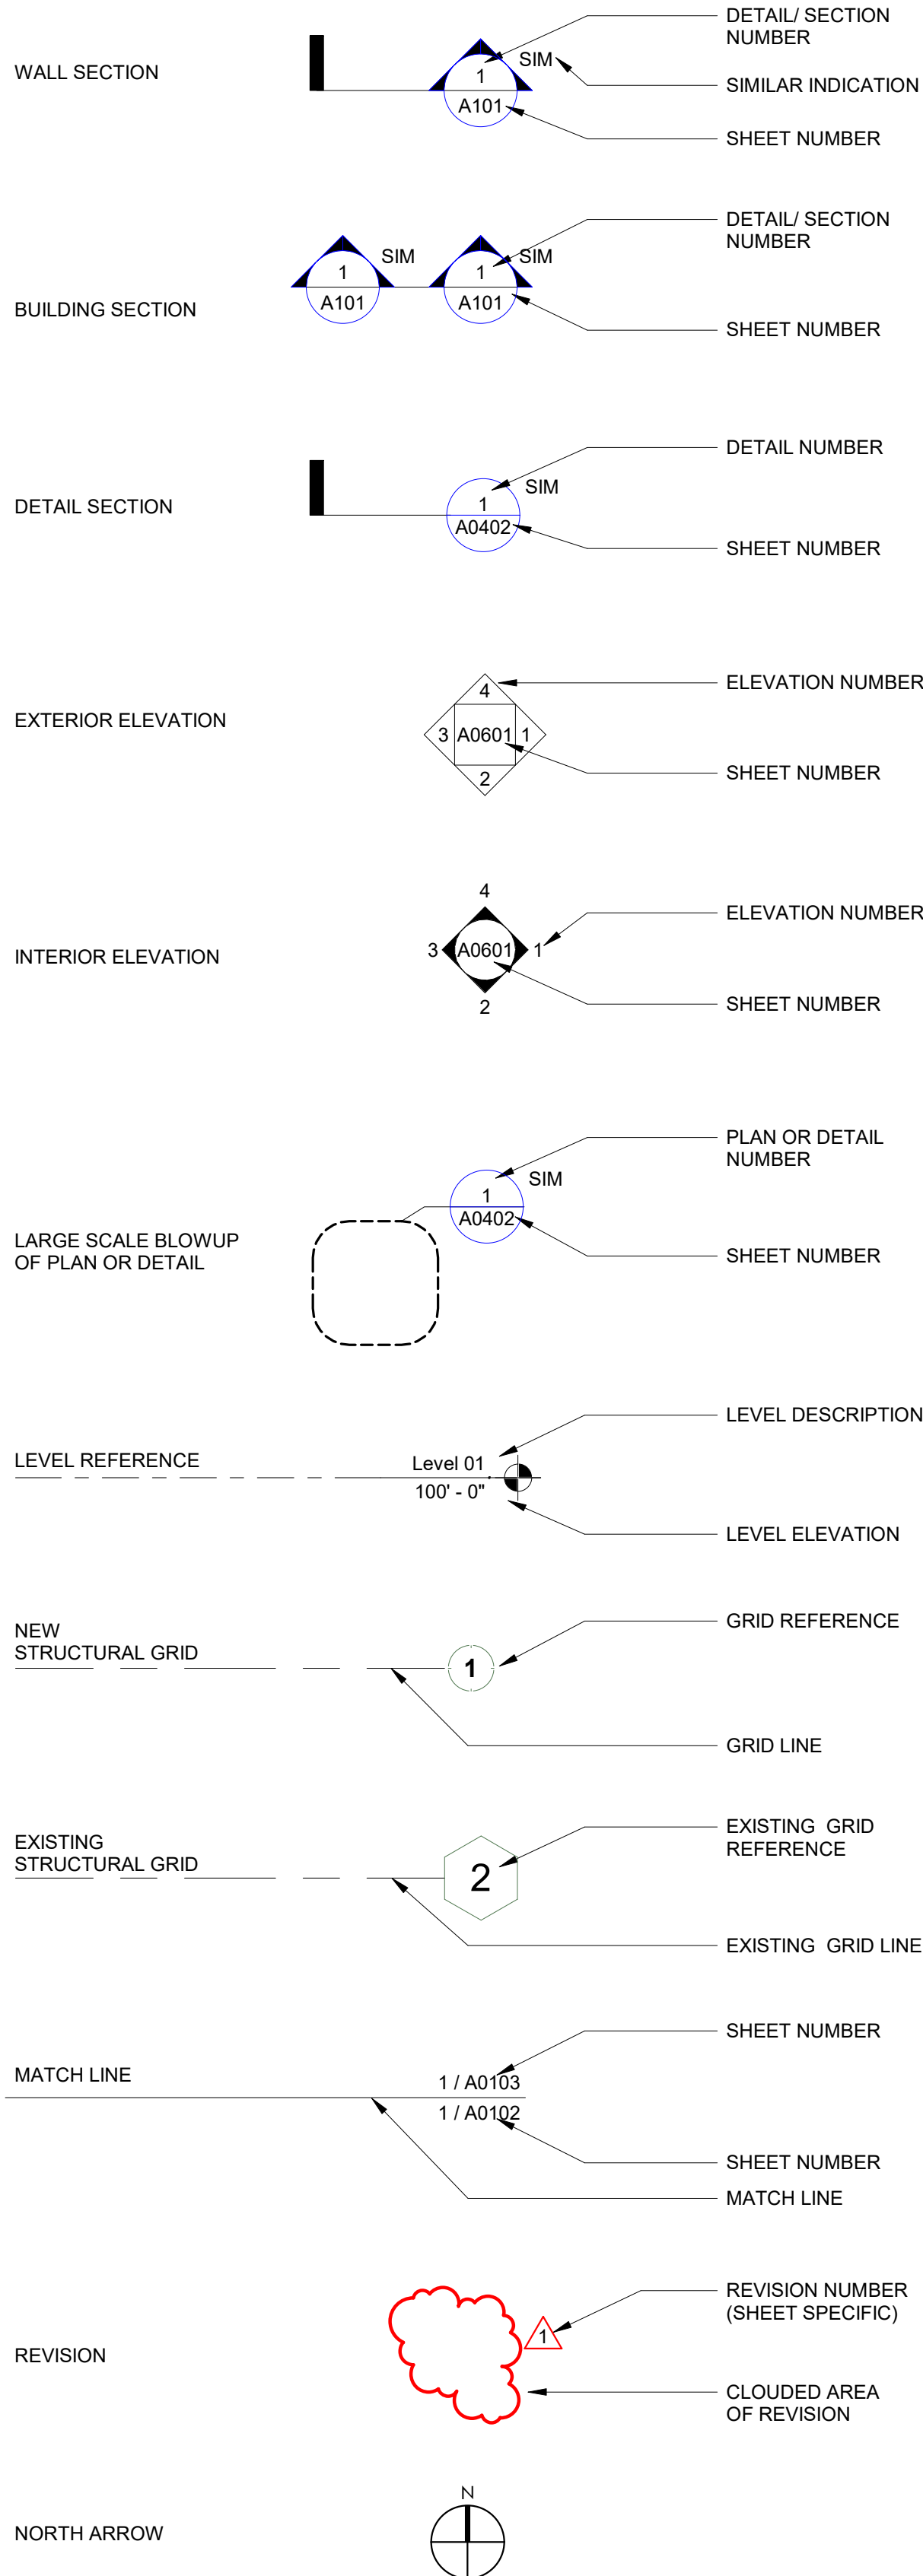 DETAIL/ SECTION
NUMBER
WALL SECTION
SIM
1
SIMILAR INDICATION
A101
SHEET NUMBER
DETAIL/ SECTION
NUMBER
SIM
SIM
1
1
A101
A101
BUILDING SECTION
SHEET NUMBER
DETAIL NUMBER
SIM
DETAIL SECTION
1
A0402
SHEET NUMBER
ELEVATION NUMBER
4
EXTERIOR ELEVATION
3 A0601 1
SHEET NUMBER
2
4
ELEVATION NUMBER
INTERIOR ELEVATION
3 A0601 1
SHEET NUMBER
2
PLAN OR DETAIL
NUMBER
SIM
1
A0402
LARGE SCALE BLOWUP
OF PLAN OR DETAIL
SHEET NUMBER
LEVEL DESCRIPTION
LEVEL REFERENCE
Level 01
100' - 0"
LEVEL ELEVATION
GRID REFERENCE
NEW
STRUCTURAL GRID
1
GRID LINE
EXISTING GRID
REFERENCE
EXISTING
STRUCTURAL GRID
2
EXISTING GRID LINE
SHEET NUMBER
MATCH LINE
1 / A0103
1 / A0102
SHEET NUMBER
MATCH LINE
REVISION NUMBER
(SHEET SPECIFIC)
1
REVISION
CLOUDED AREA
OF REVISION
N
NORTH ARROW